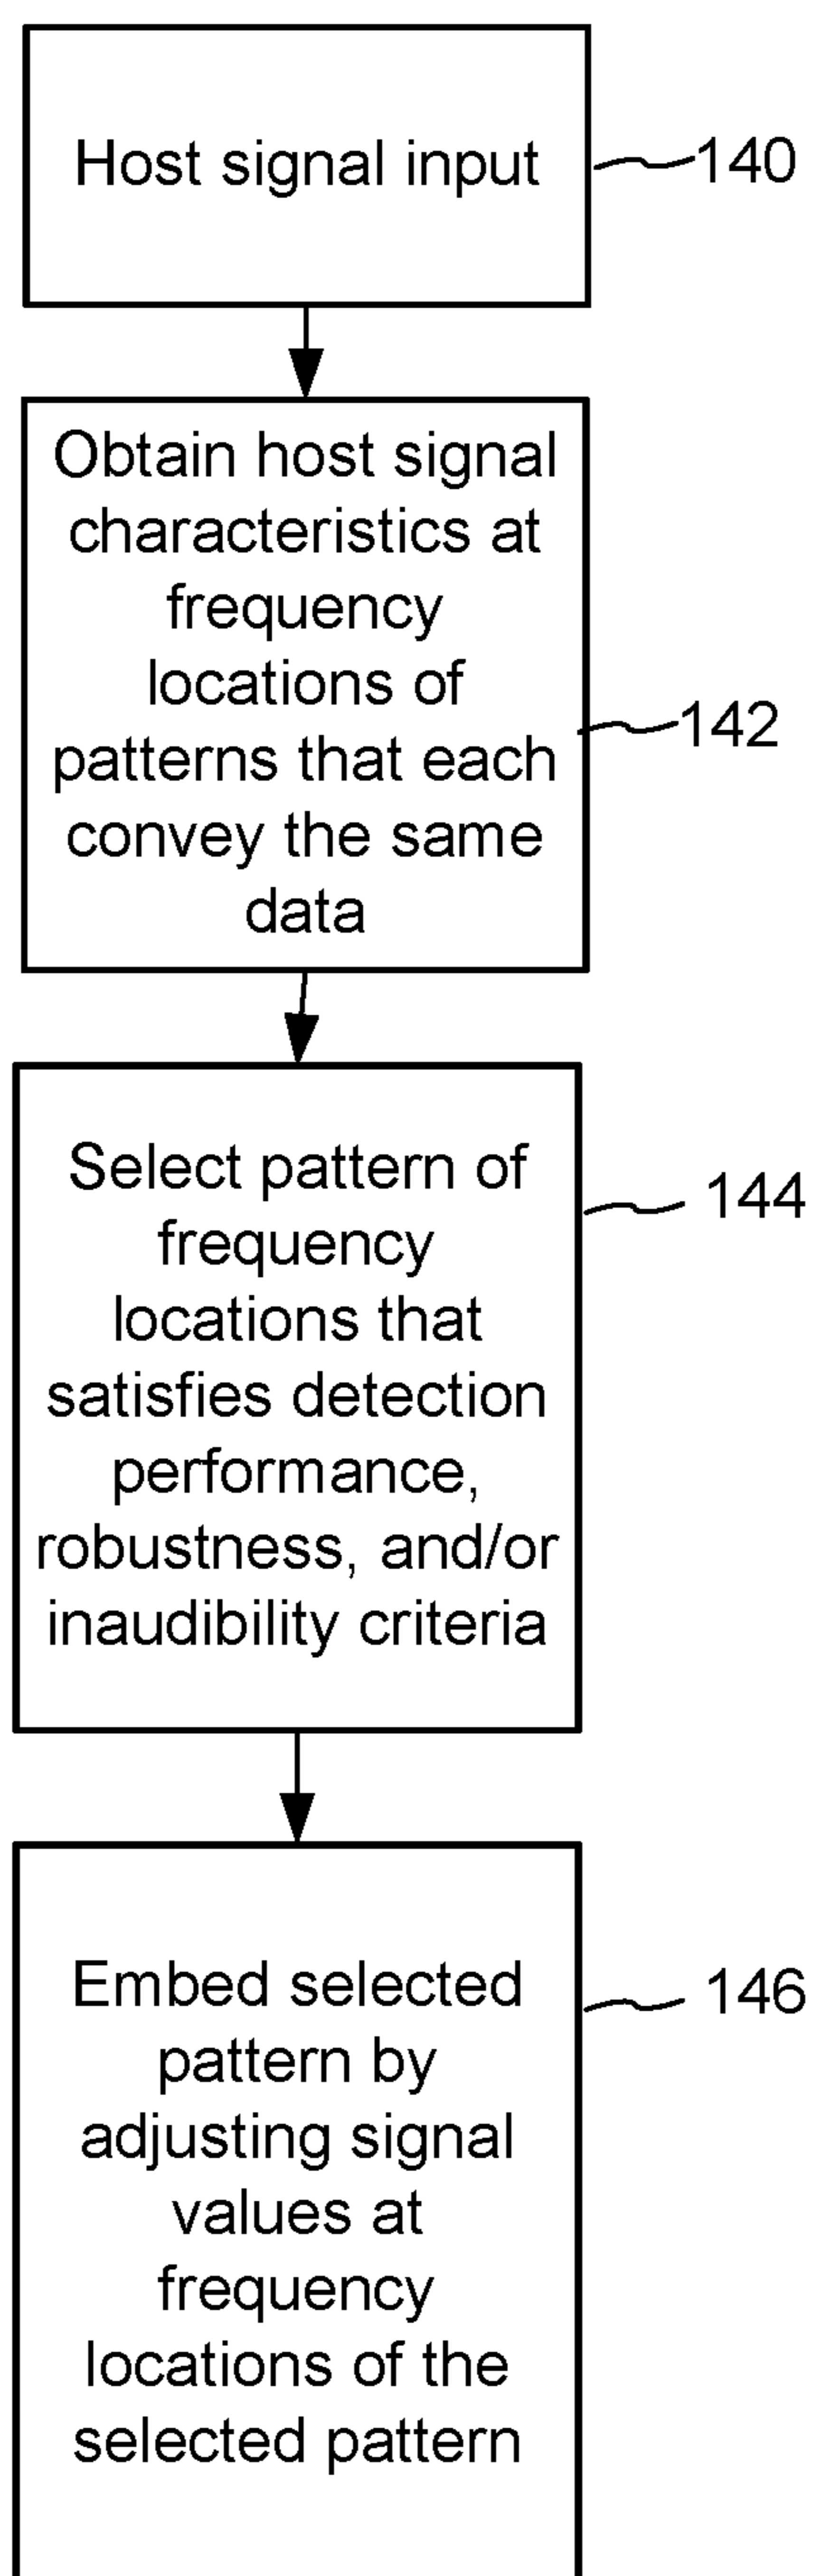 Host signal input
140
Obtain host signal
characteristics at
frequency
locations of
patterns that each
convey the same
data
142
Select pattern of
frequency
locations that
satisfies detection
performance,
robustness, and/or
inaudibility criteria
144
Embed selected
pattern by
adjusting signal
values at
frequency
locations of the
selected pattern
146